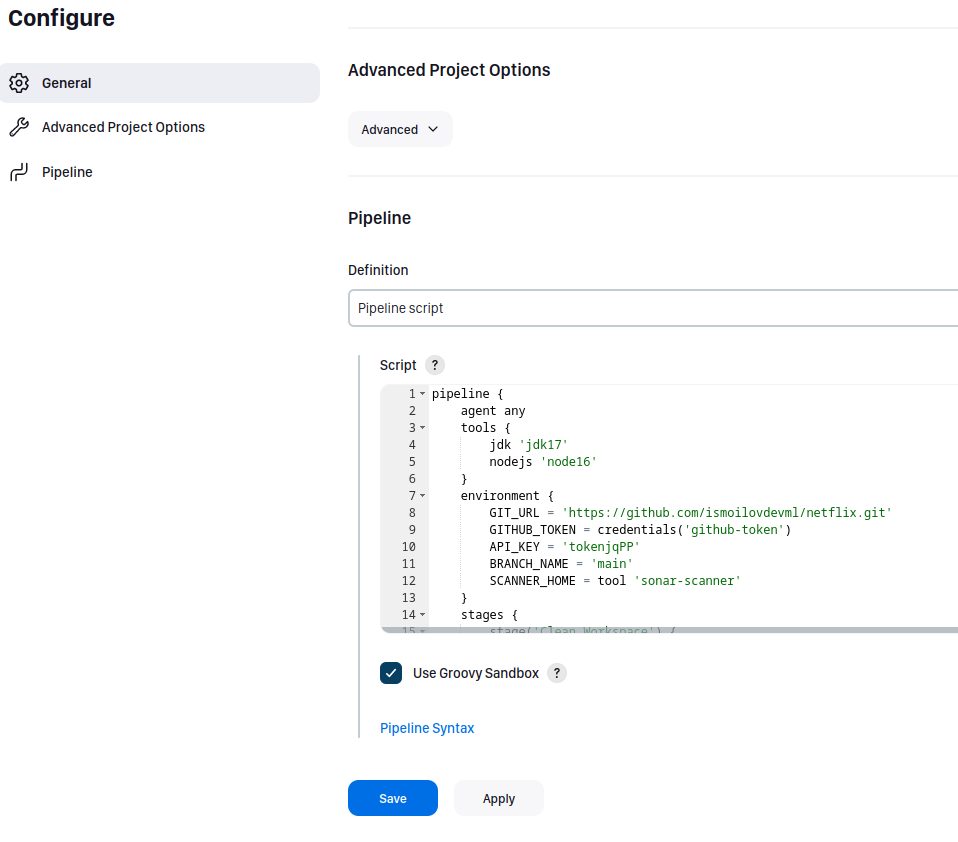 Configure
General
Advanced Project Options
Pipeline
Advanced Project Options
Advanced
Pipeline
Definition
Pipeline script
Script ?
1 pipeline {
2     agent any
3     tools {
4         jdk 'jdk17'
5         nodejs 'node16'
6     }
7     environment {
8         GIT_URL = 'https://github.com/ismoilovdevml/netflix.git'
9         GITHUB_TOKEN = credentials('github-token')
10         API_KEY = 'tokenjqPP'
11         BRANCH_NAME = 'main'
12         SCANNER_HOME = tool 'sonar-scanner'
13     }
14     stages {
15         stage('Clean Workspace') {
Use Groovy Sandbox ?
Pipeline Syntax
Save
Apply